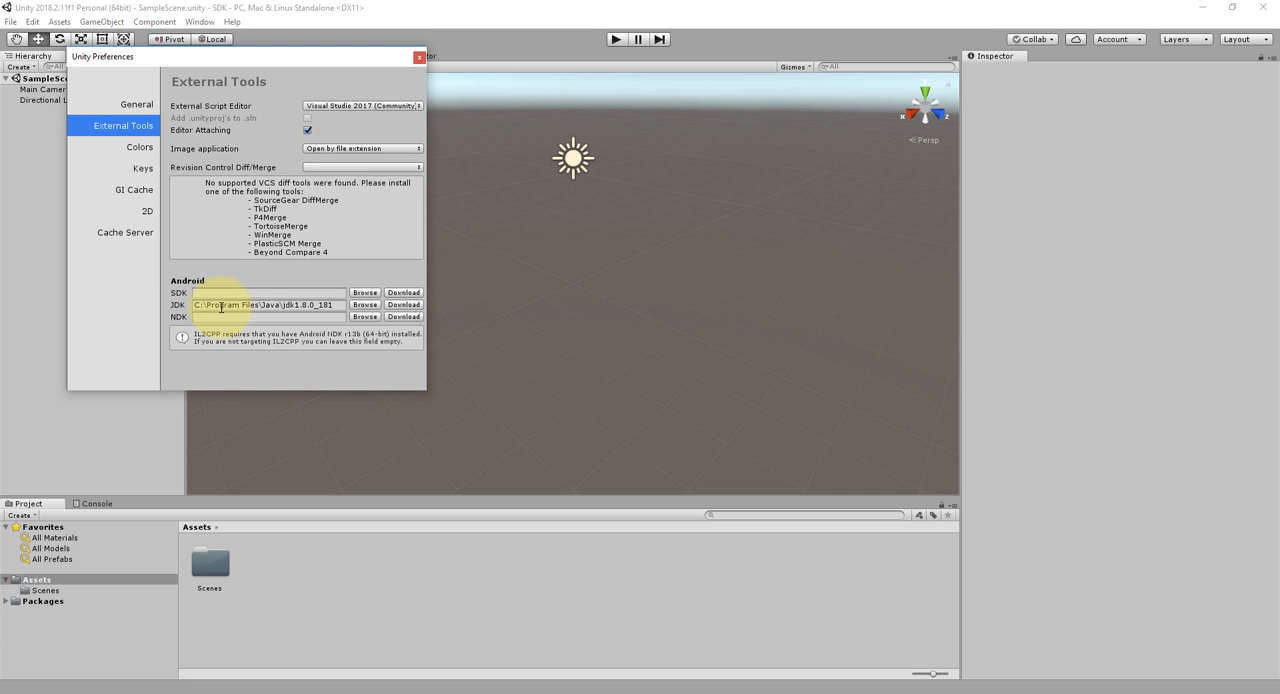 Unity 2018.2.11f1 Personal (64bit) - SampleScene.unity - SDK - PC, Mac & Linux Standalone <DX11>
File Edit Assets GameObject Component Window Help
Pivot Local
Collab Account Layers Layout
Hierarchy
Create
All
SampleSce
Main Camer
Directional L
Gizmos
All
Persp
Inspector
Unity Preferences
General
External Tools
Colors
Keys
GI Cache
2D
Cache Server
External Tools
External Script Editor Visual Studio 2017 (Community)
Add .unityproj's to .sln
Editor Attaching
Image application Open by file extension
Revision Control Diff/Merge
No supported VCS diff tools were found. Please install
one of the following tools:
- SourceGear DiffMerge
- TkDiff
- P4Merge
- TortoiseMerge
- WinMerge
- PlasticSCM Merge
- Beyond Compare 4
Android
SDK Browse Download
JDK C:\Program Files\Java\jdk1.8.0_181 Browse Download
NDK Browse Download
IL2CPP requires that you have Android NDK r13b (64-bit) installed.
If you are not targeting IL2CPP you can leave this field empty.
Project Console
Create
Favorites
All Materials
All Models
All Prefabs
Assets
Scenes
Packages
Assets
Scenes